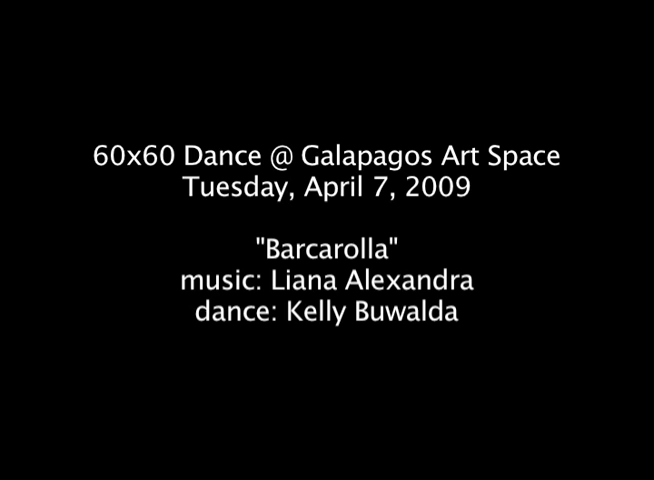 60x60 Dance @ Galapagos Art Space
Tuesday, April 7, 2009
"Barcarolla"
music: Liana Alexandra
dance: Kelly Buwalda